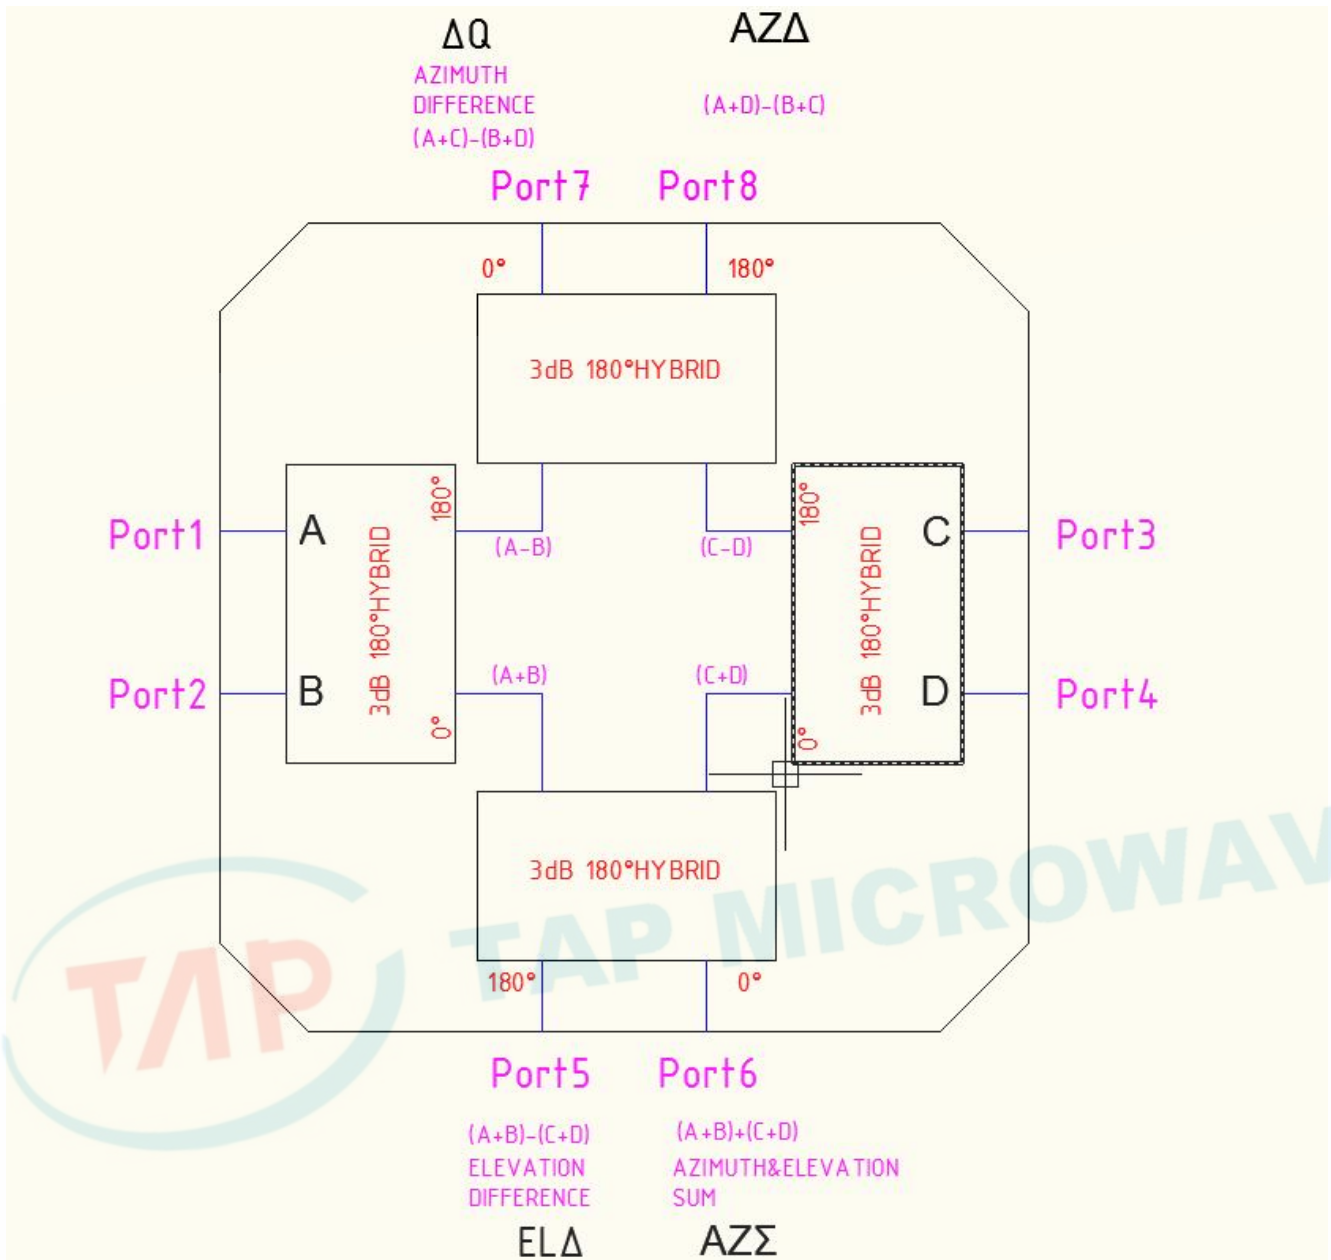 ΔQ
AZΔ
AZIMUTH
DIFFERENCE
(A+C)-(B+D)
(A+D)-(B+C)
Port7
Port8
0°
180°
3dB 180°HYBRID
Port1
A
180°
3dB 180°HYBRID
(A-B)
(C-D)
180°
3dB 180°HYBRID
C
Port3
Port2
B
0°
(A+B)
(C+D)
0°
D
Port4
3dB 180°HYBRID
180°
0°
TAP
TAP MICROWAV
Port5
Port6
(A+B)-(C+D)
ELEVATION
DIFFERENCE
(A+B)+(C+D)
AZIMUTH&ELEVATION
SUM
ELΔ
AZΣ